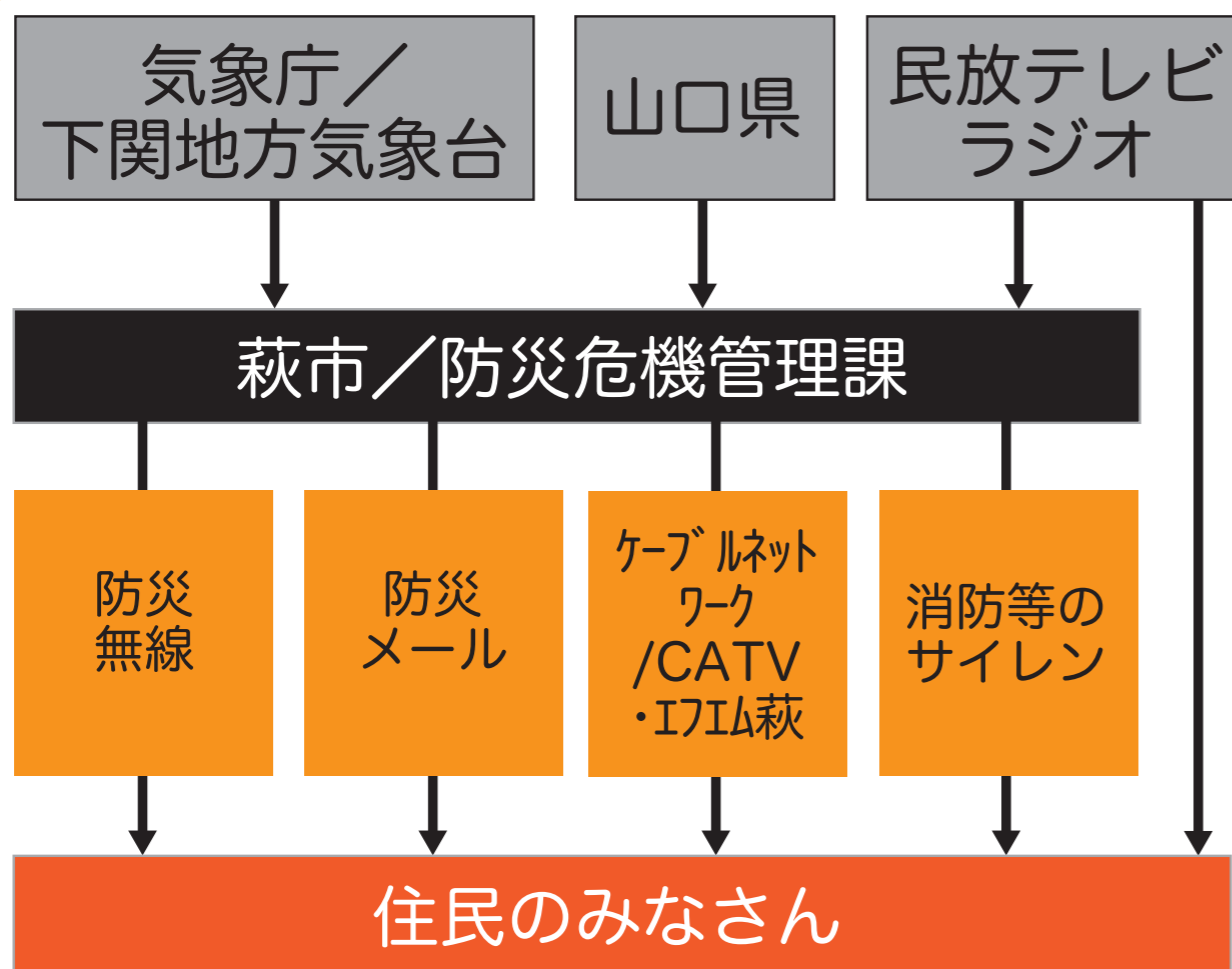 気象庁／
下関地方気象台
山口県
民放テレビ
ラジオ
萩市／防災危機管理課
防災
無線
防災
メール
ｹｰﾌﾞﾙﾈｯﾄ
ﾜｰｸ
/CATV
・ｴﾌｴﾑ萩
消防等の
サイレン
住民のみなさん